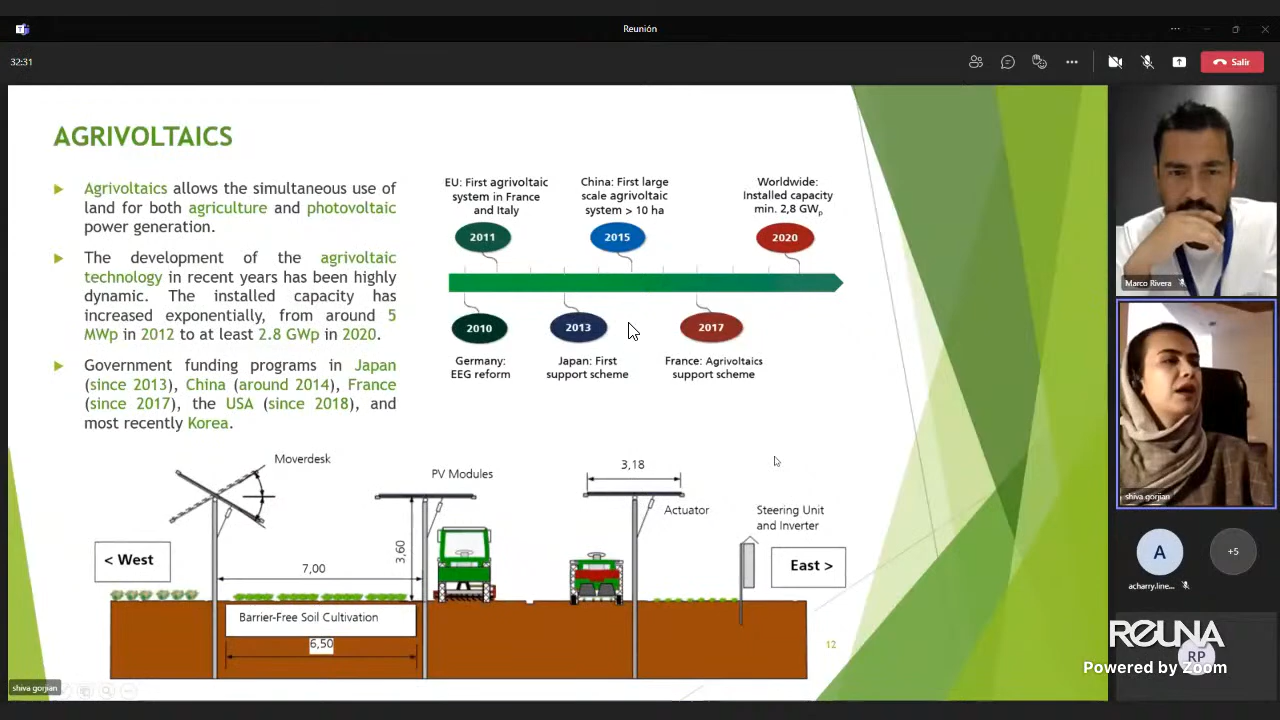 Reunión
32:31
Salir
AGRIVOLTAICS
Agrivoltaics allows the simultaneous use of
land for both agriculture and photovoltaic
power generation.
The development of the agrivoltaic
technology in recent years has been highly
dynamic. The installed capacity has
increased exponentially, from around 5
MWp in 2012 to at least 2.8 GWp in 2020.
Government funding programs in Japan
(since 2013), China (around 2014), France
(since 2017), the USA (since 2018), and
most recently Korea.
EU: First agrivoltaic
system in France
and Italy
China: First large
scale agrivoltaic
system > 10 ha
Worldwide:
Installed capacity
min. 2,8 GWp
2011
2015
2020
2010
2013
2017
Germany:
EEG reform
Japan: First
support scheme
France: Agrivoltaics
support scheme
Moverdesk
PV Modules
3,18
Actuator
Steering Unit
and Inverter
< West
7,00
3,60
East >
Barrier-Free Soil Cultivation
6,50
12
shiva gorjian
Marco Rivera
shiva gorjian
A
+5
acharry.line...
RP
REUNA
Powered by Zoom